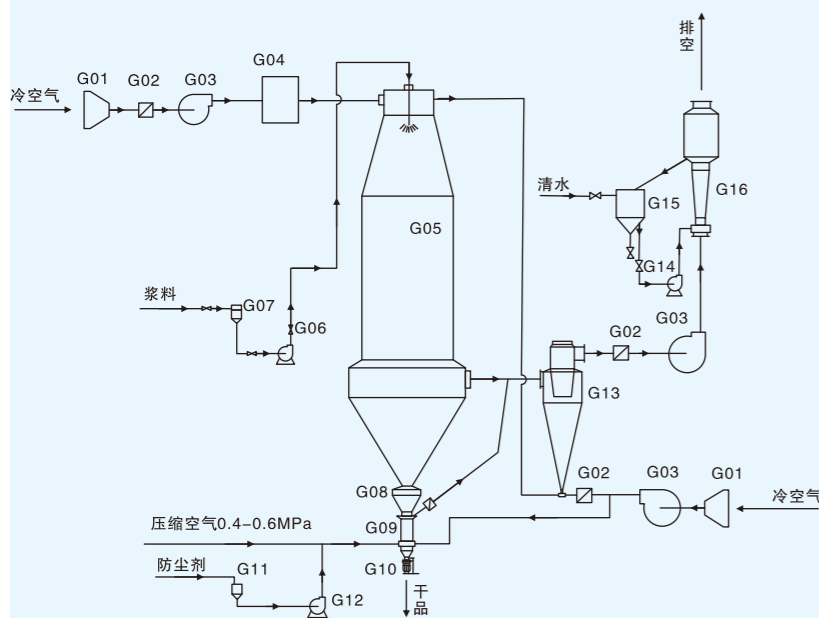 排空
G04
G01
G02
G03
冷空气
清水
G15
G16
G05
G14
浆料
G07
G06
G03
G02
G13
G08
G02
G03
G01
冷空气
压缩空气0.4-0.6MPa
G09
防尘剂
G11
G10
G12
干品